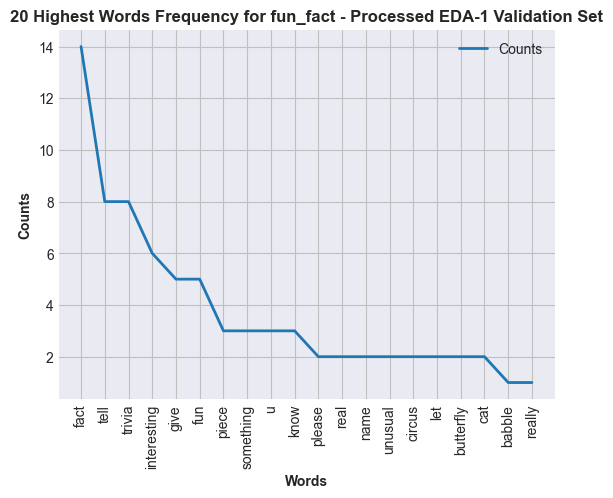 20 Highest Words Frequency for fun_fact - Processed EDA-1 Validation Set
Counts
14
12
10
8
6
4
2
Counts
fact
tell
trivia
interesting
give
fun
piece
something
u
know
please
real
name
unusual
circus
let
butterfly
cat
babble
really
Words